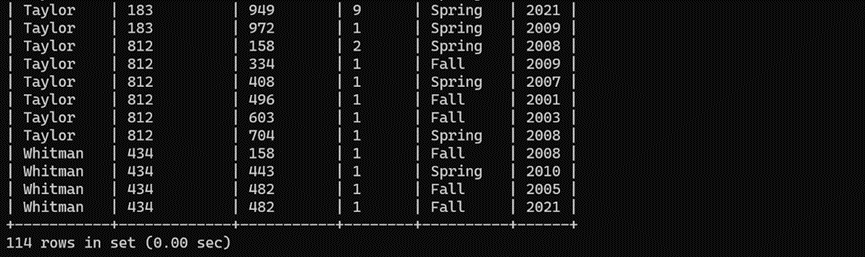 | Taylor    | 183         | 949       | 9      | Spring   | 2021 |
| Taylor    | 183         | 972       | 1      | Spring   | 2009 |
| Taylor    | 812         | 158       | 2      | Spring   | 2008 |
| Taylor    | 812         | 334       | 1      | Fall     | 2009 |
| Taylor    | 812         | 408       | 1      | Spring   | 2007 |
| Taylor    | 812         | 496       | 1      | Fall     | 2001 |
| Taylor    | 812         | 603       | 1      | Fall     | 2003 |
| Taylor    | 812         | 704       | 1      | Spring   | 2008 |
| Whitman   | 434         | 158       | 1      | Fall     | 2008 |
| Whitman   | 434         | 443       | 1      | Spring   | 2010 |
| Whitman   | 434         | 482       | 1      | Fall     | 2005 |
| Whitman   | 434         | 482       | 1      | Fall     | 2021 |
+-----------+-------------+-----------+--------+----------+------+
114 rows in set (0.00 sec)